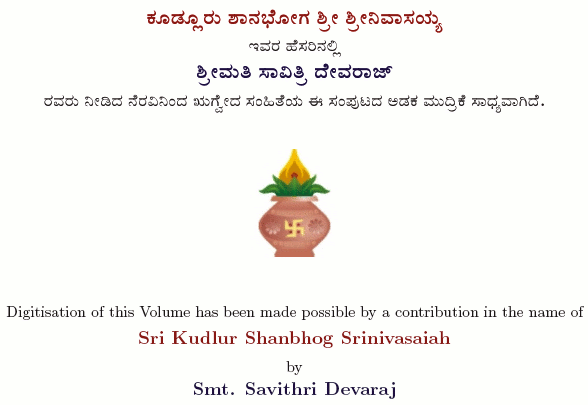 ಕೂಡ್ಲೂರು ಶಾನಭೋಗ ಶ್ರೀ ಶ್ರೀನಿವಾಸಯ್ಯ
ಇವರ ಹೆಸರಿನಲ್ಲಿ
ಶ್ರೀಮತಿ ಸಾವಿತ್ರಿ ದೇವರಾಜ್
ರವರು ನೀಡಿದ ನೆರವಿನಿಂದ ಋಗ್ವೇದ ಸಂಹಿತೆಯ ಈ ಸಂಪುಟದ ಅಡಕ ಮುದ್ರಿಕೆ ಸಾಧ್ಯವಾಗಿದೆ.
Digitisation of this Volume has been made possible by a contribution in the name of
Sri Kudlur Shanbhog Srinivasaiah
by
Smt. Savithri Devaraj